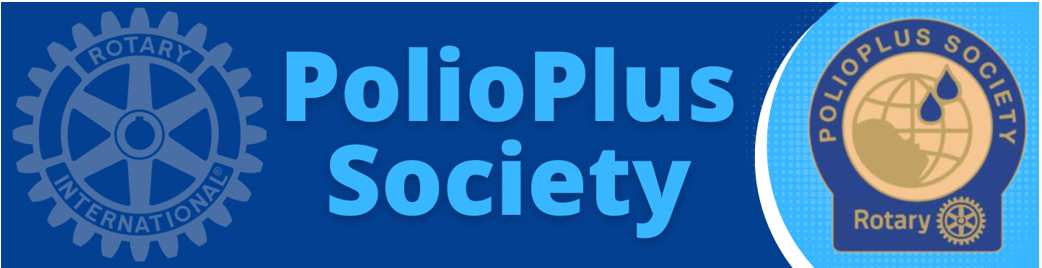 ROTARY
INTERNATIONAL®
PolioPlus
Society
POLIOPLUS SOCIETY
Rotary